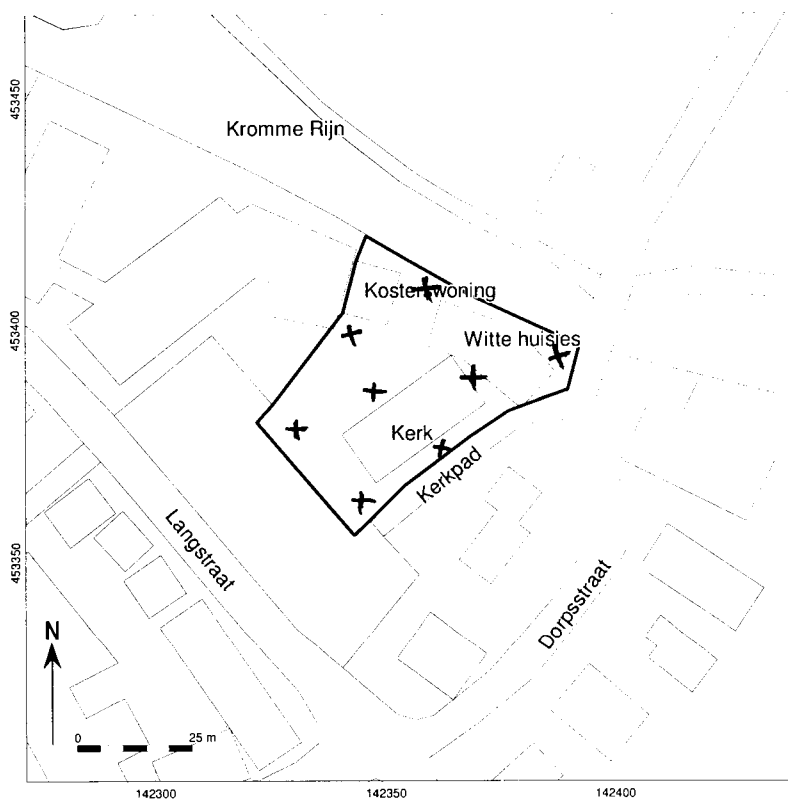 453450
Kromme Rijn
Kosterswoning
453400
Witte huisjes
Kerk
Kerkpad
Langstraat
453350
Dorpsstraat
N
0 25 m
142300 142350 142400